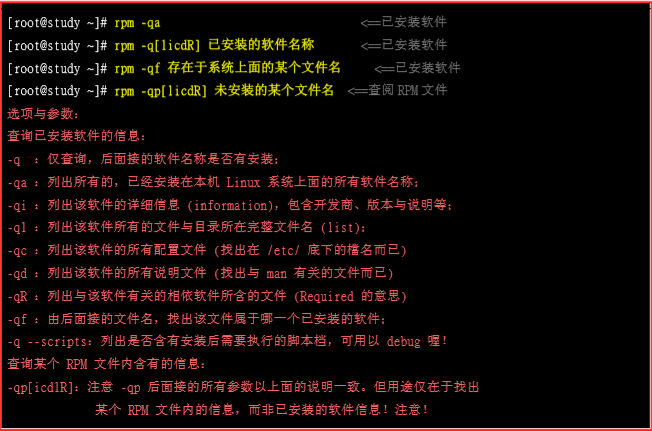 [root@study ~]# rpm -qa <==已安装软件
[root@study ~]# rpm -q[licdR] 已安装的软件名称 <==已安装软件
[root@study ~]# rpm -qf 存在于系统上面的某个文件名 <==已安装软件
[root@study ~]# rpm -qp[licdR] 未安装的某个文件名 <==查阅RPM文件
选项与参数：
查询已安装软件的信息：
-q ：仅查询，后面接的软件名称是否有安装；
-qa ：列出所有的，已经安装在本机 Linux 系统上面的所有软件名称；
-qi ：列出该软件的详细信息 (information)，包含开发商、版本与说明等；
-ql ：列出该软件所有的文件与目录所在完整文件名 (list)；
-qc ：列出该软件的所有配置文件 (找出在 /etc/ 底下的檔名而已)
-qd ：列出该软件的所有说明文件 (找出与 man 有关的文件而已)
-qR ：列出与该软件有关的相依软件所含的文件 (Required 的意思)
-qf ：由后面接的文件名，找出该文件属于哪一个已安装的软件；
-q --scripts：列出是否含有安装后需要执行的脚本档，可用以 debug 喔！
查询某个 RPM 文件内含有的信息：
-qp[icdlR]：注意 -qp 后面接的所有参数以上面的说明一致。但用途仅在于找出
某个 RPM 文件内的信息，而非已安装的软件信息！注意！